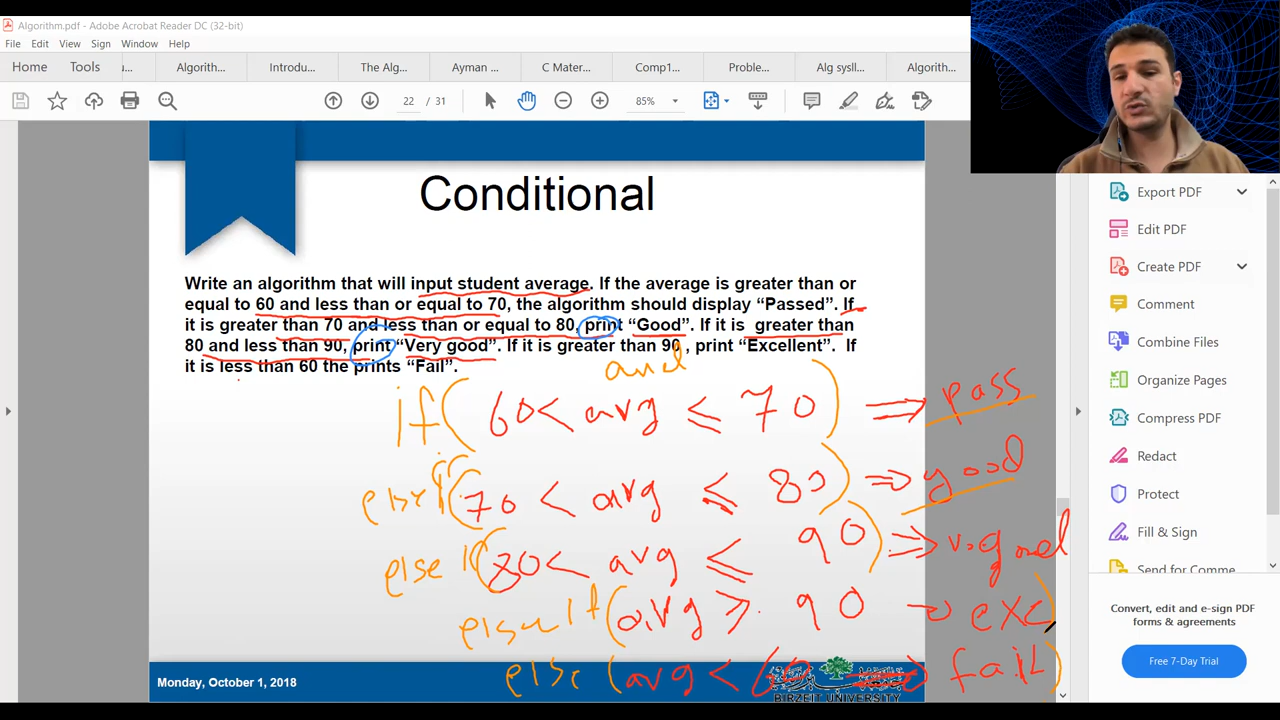 Algorithm.pdf - Adobe Acrobat Reader DC (32-bit)
File Edit View Sign Window Help
Home Tools ...u... Algorith... Introdu... The Alg... Ayman ... C Mater... Comp1... Proble... Alg sysll... Algorith...
22 / 31 85%
Conditional
Write an algorithm that will input student average. If the average is greater than or
equal to 60 and less than or equal to 70, the algorithm should display “Passed”. If
it is greater than 70 and less than or equal to 80, print “Good”. If it is greater than
80 and less than 90, print “Very good”. If it is greater than 90 , print “Excellent”. If
it is less than 60 the prints “Fail”.
and
if ( 60 < avg ≤ 70 ) ⇒ pass
else if ( 70 < avg ≤ 80 ) ⇒ good
else if ( 80 < avg ≤ 90 ) ⇒ v.good
else if ( avg > 90 → exc )
else ( avg < 60 ⇒ fail )
Monday, October 1, 2018
BIRZEIT UNIVERSITY
Export PDF
Edit PDF
Create PDF
Comment
Combine Files
Organize Pages
Compress PDF
Redact
Protect
Fill & Sign
Send for Comme
Convert, edit and e-sign PDF
forms & agreements
Free 7-Day Trial